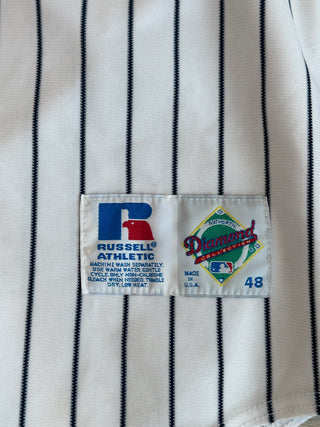 RUSSELL®
ATHLETIC
MACHINE WASH SEPARATELY.
USE WARM WATER, GENTLE
CYCLE ONLY NON-CHLORINE
BLEACH WHEN NEEDED. TUMBLE
DRY, LOW HEAT.
AUTHENTIC
Diamond
COLLECTION
MADE
IN
U.S.A.
48